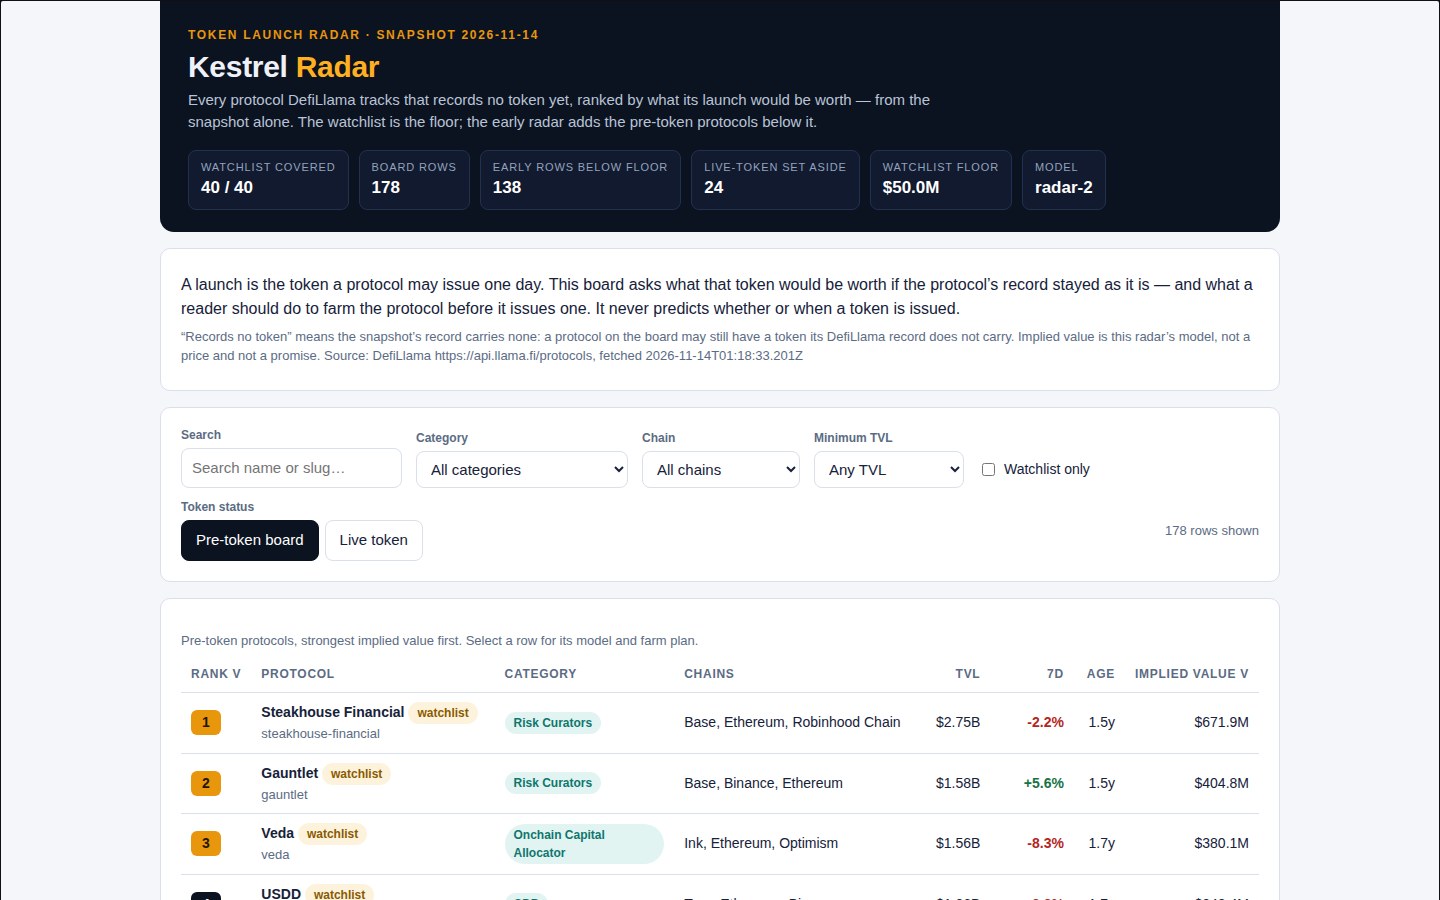 TOKEN LAUNCH RADAR · SNAPSHOT 2026-11-14
Kestrel Radar
Every protocol DefiLlama tracks that records no token yet, ranked by what its launch would be worth — from the
snapshot alone. The watchlist is the floor; the early radar adds the pre-token protocols below it.
WATCHLIST COVERED BOARD ROWS EARLY ROWS BELOW FLOOR LIVE-TOKEN SET ASIDE WATCHLIST FLOOR MODEL
40 / 40 178 138 24 $50.0M radar-2
A launch is the token a protocol may issue one day. This board asks what that token would be worth if the protocol’s record stayed as it is — and what a
reader should do to farm the protocol before it issues one. It never predicts whether or when a token is issued.
“Records no token” means the snapshot’s record carries none: a protocol on the board may still have a token its DefiLlama record does not carry. Implied value is this radar’s model, not a
price and not a promise. Source: DefiLlama https://api.llama.fi/protocols, fetched 2026-11-14T01:18:33.201Z
Search Category Chain Minimum TVL
Search name or slug… All categories All chains Any TVL Watchlist only
Token status
Pre-token board Live token 178 rows shown
Pre-token protocols, strongest implied value first. Select a row for its model and farm plan.
RANK V PROTOCOL CATEGORY CHAINS TVL 7D AGE IMPLIED VALUE V
1 Steakhouse Financial watchlist Risk Curators Base, Ethereum, Robinhood Chain $2.75B -2.2% 1.5y $671.9M
steakhouse-financial
2 Gauntlet watchlist Risk Curators Base, Binance, Ethereum $1.58B +5.6% 1.5y $404.8M
gauntlet
3 Veda watchlist Onchain Capital Allocator Ink, Ethereum, Optimism $1.56B -8.3% 1.7y $380.1M
veda
USDD watchlist